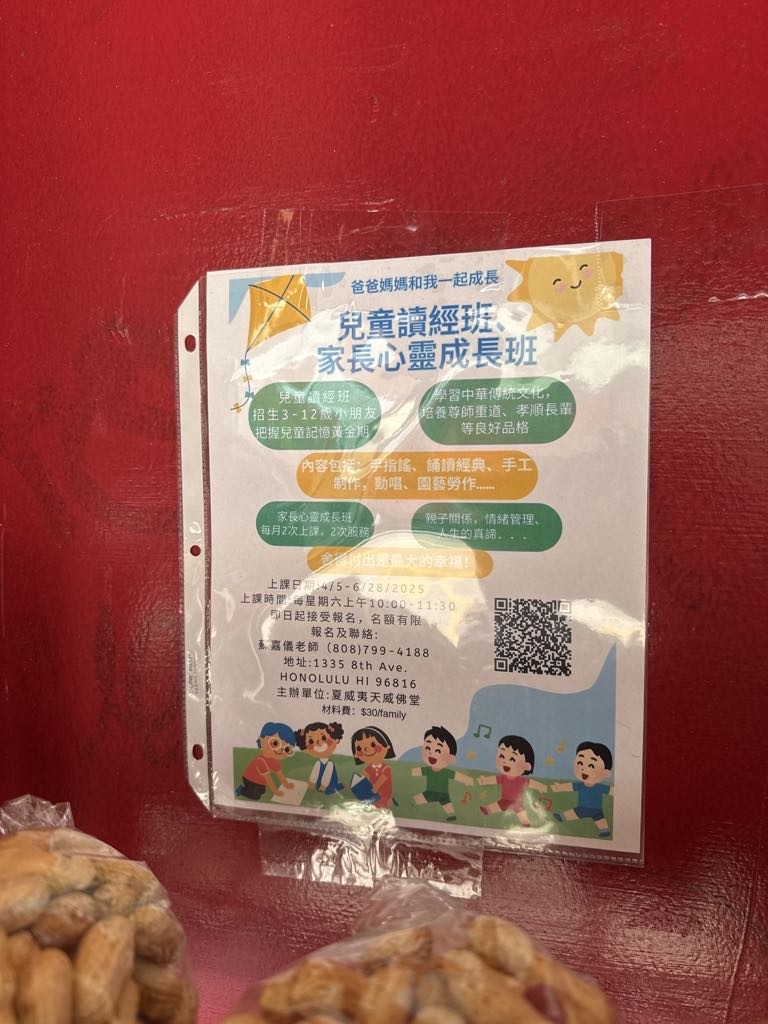 爸爸媽媽和我一起成長
兒童讀經班、
家長心靈成長班
兒童讀經班
招生3-12歲小朋友
把握兒童記憶黃金期
學習中華傳統文化，
培養尊師重道、孝順長輩
等良好品格
內容包括：手指謠、誦讀經典、手工
制作，動唱、園藝勞作......
家長心靈成長班
每月2次上課，2次服務
親子關係，情緒管理、
人生的真諦．．．
舍得付出是最大的幸福！
上課日期:4/5-6/28/2025
上課時間:每星期六上午10:00-11:30
即日起接受報名，名額有限
報名及聯絡:
蘇嘉儀老師 (808)799-4188
地址:1335 8th Ave.
HONOLULU HI 96816
主辦單位:夏威夷天威佛堂
材料費：$30/family